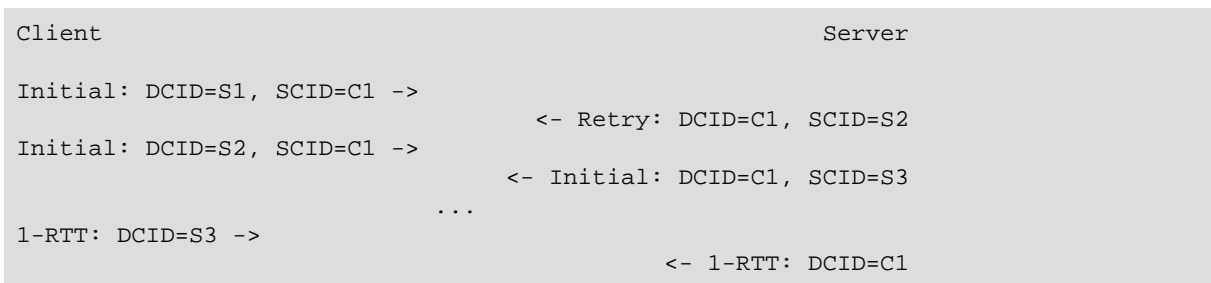 Client Server
Initial: DCID=S1, SCID=C1 ->
<- Retry: DCID=C1, SCID=S2
Initial: DCID=S2, SCID=C1 ->
<- Initial: DCID=C1, SCID=S3
...
1-RTT: DCID=S3 ->
<- 1-RTT: DCID=C1